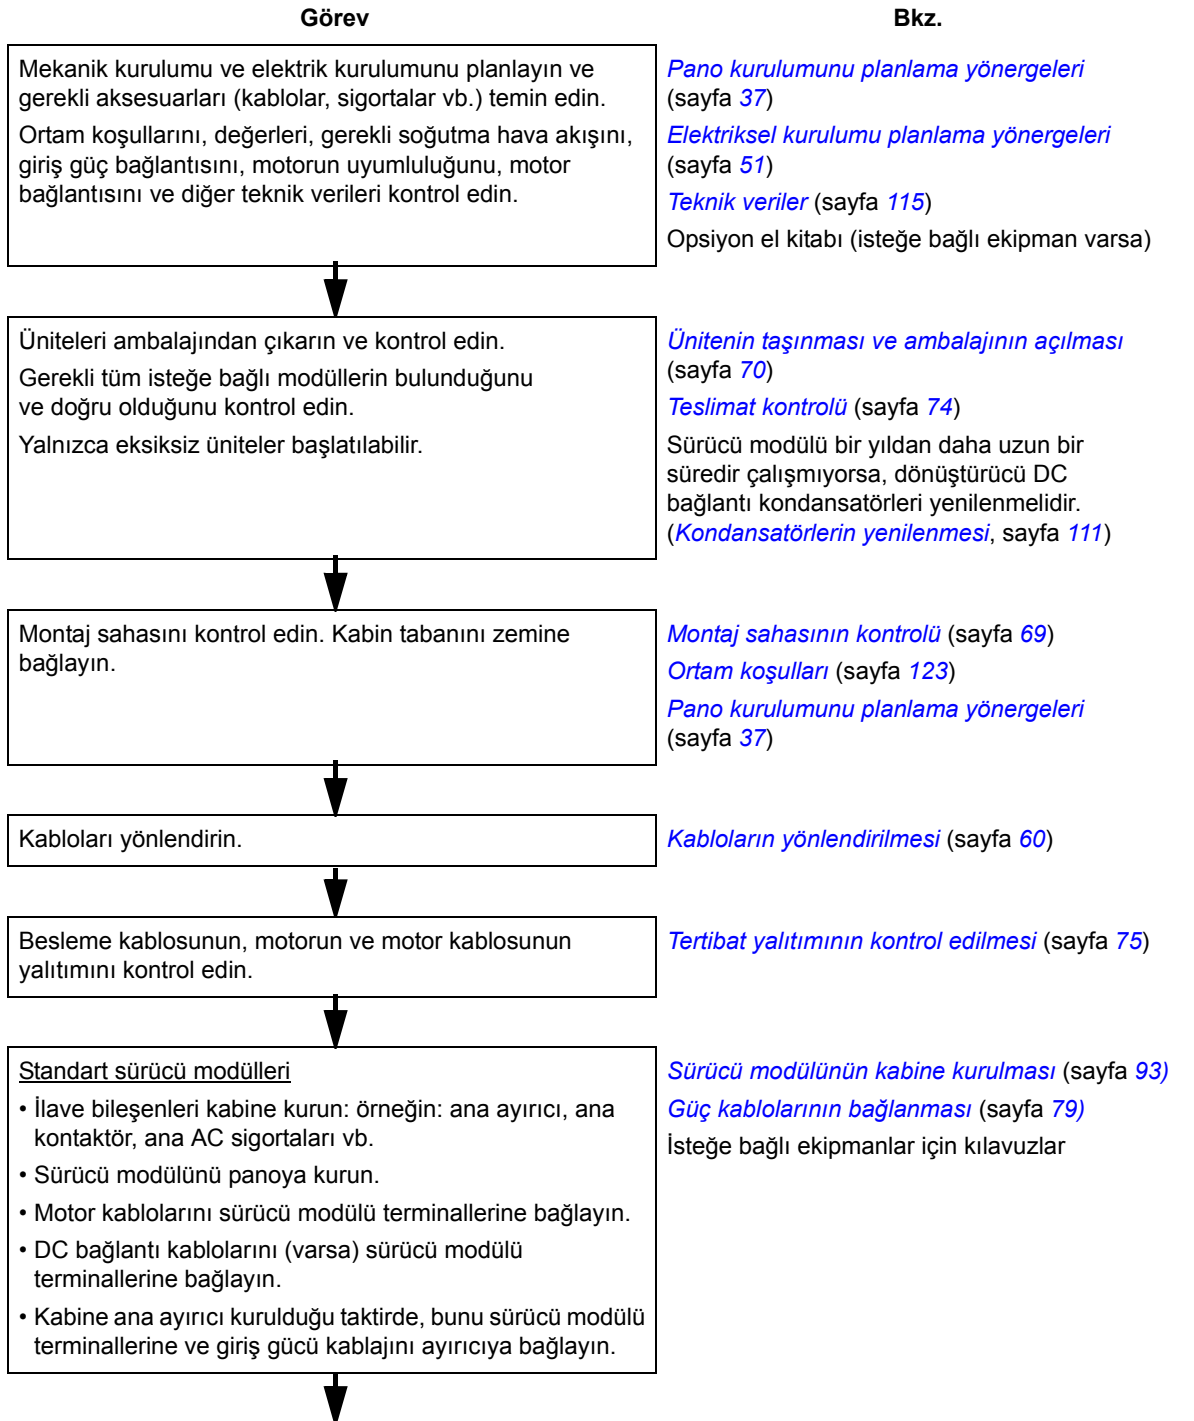 Görev
Bkz.
Mekanik kurulumu ve elektrik kurulumunu planlayın ve
gerekli aksesuarları (kablolar, sigortalar vb.) temin edin.
Ortam koşullarını, değerleri, gerekli soğutma hava akışını,
giriş güç bağlantısını, motorun uyumluluğunu, motor
bağlantısını ve diğer teknik verileri kontrol edin.
Pano kurulumunu planlama yönergeleri
(sayfa 37)
Elektriksel kurulumu planlama yönergeleri
(sayfa 51)
Teknik veriler (sayfa 115)
Opsiyon el kitabı (isteğe bağlı ekipman varsa)
Üniteleri ambalajından çıkarın ve kontrol edin.
Gerekli tüm isteğe bağlı modüllerin bulunduğunu
ve doğru olduğunu kontrol edin.
Yalnızca eksiksiz üniteler başlatılabilir.
Ünitenin taşınması ve ambalajının açılması
(sayfa 70)
Teslimat kontrolü (sayfa 74)
Sürücü modülü bir yıldan daha uzun bir
süredir çalışmıyorsa, dönüştürücü DC
bağlantı kondansatörleri yenilenmelidir.
(Kondansatörlerin yenilenmesi, sayfa 111)
Montaj sahasını kontrol edin. Kabin tabanını zemine
bağlayın.
Montaj sahasının kontrolü (sayfa 69)
Ortam koşulları (sayfa 123)
Pano kurulumunu planlama yönergeleri
(sayfa 37)
Kabloları yönlendirin.
Kabloların yönlendirilmesi (sayfa 60)
Besleme kablosunun, motorun ve motor kablosunun
yalıtımını kontrol edin.
Tertibat yalıtımının kontrol edilmesi (sayfa 75)
Standart sürücü modülleri
• İlave bileşenleri kabine kurun: örneğin: ana ayırıcı, ana
kontaktör, ana AC sigortaları vb.
• Sürücü modülünü panoya kurun.
• Motor kablolarını sürücü modülü terminallerine bağlayın.
• DC bağlantı kablolarını (varsa) sürücü modülü
terminallerine bağlayın.
• Kabine ana ayırıcı kurulduğu taktirde, bunu sürücü modülü
terminallerine ve giriş gücü kablajını ayırıcıya bağlayın.
Sürücü modülünün kabine kurulması (sayfa 93)
Güç kablolarının bağlanması (sayfa 79)
İsteğe bağlı ekipmanlar için kılavuzlar